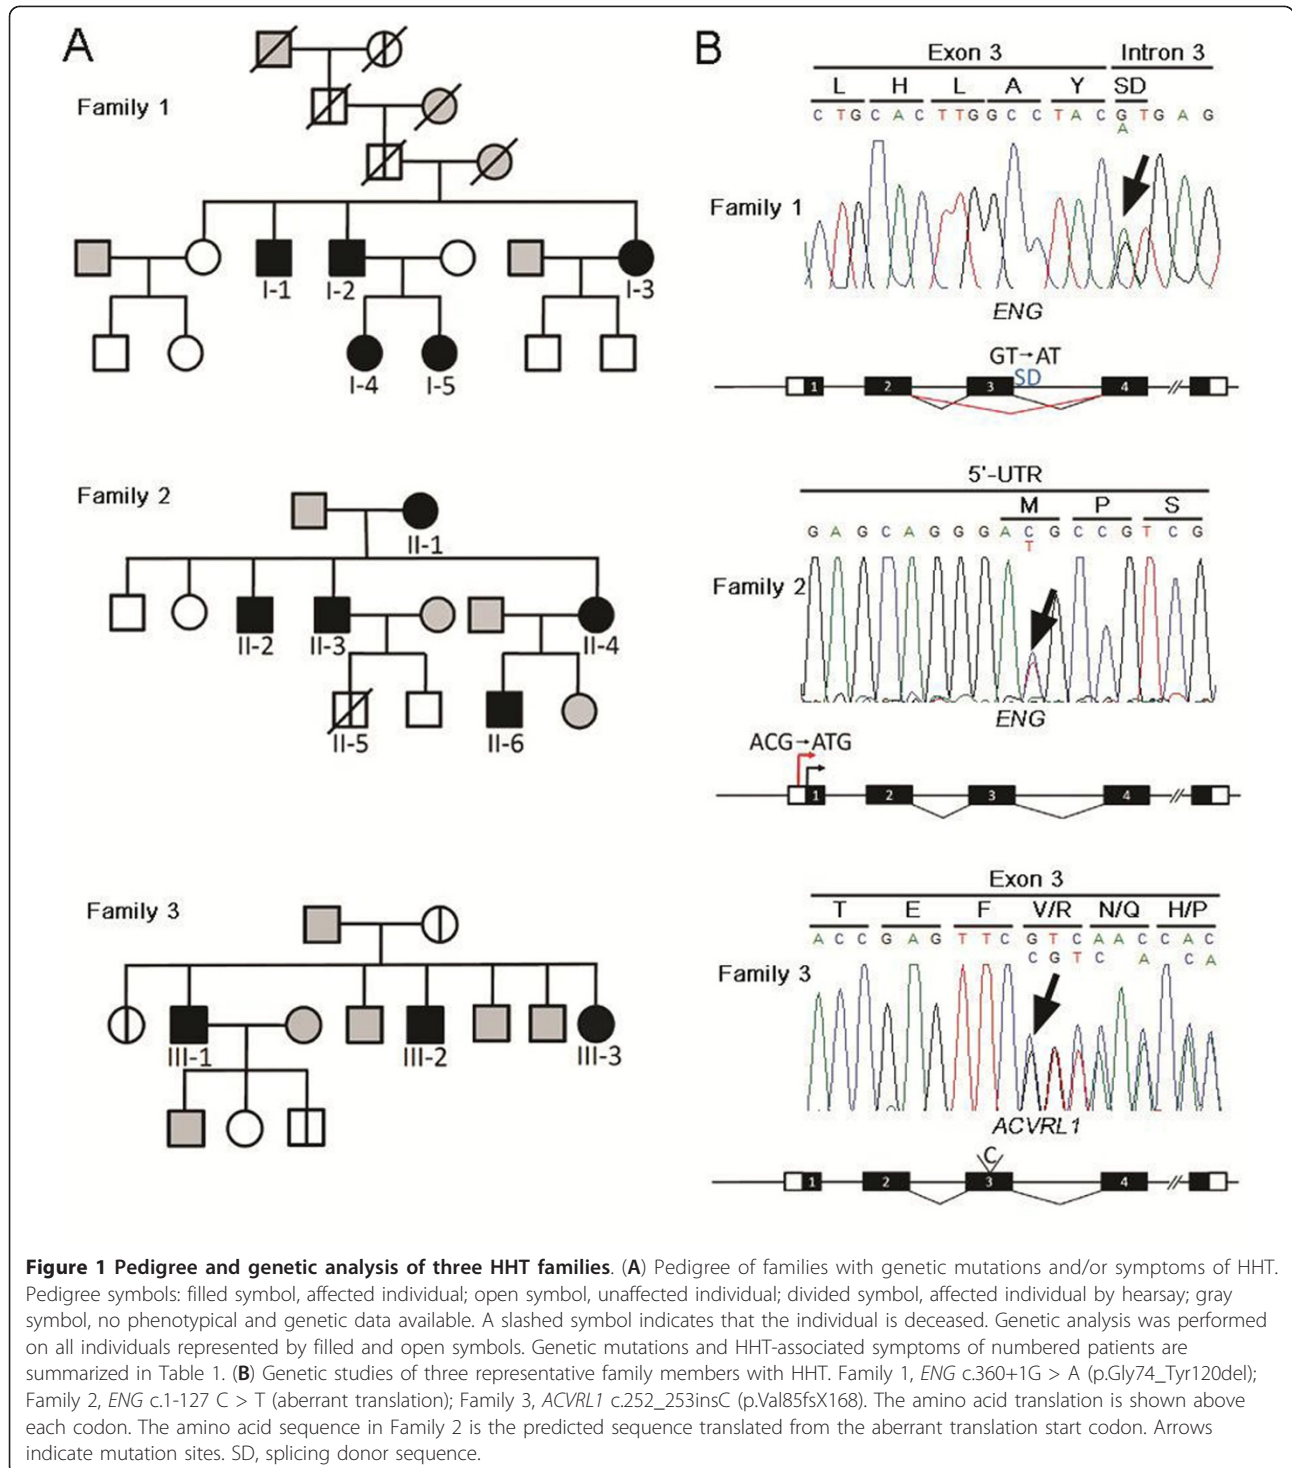 A
Family 1
I-1
I-2
I-3
I-4
I-5
Family 2
II-1
II-2
II-3
II-4
II-5
II-6
Family 3
III-1
III-2
III-3
B
Exon 3 Intron 3
L H L A Y SD
C T G C A C T T G G C C T A C G T G A G
A
Family 1
ENG
GT→AT
SD
1 2 3 4
5'-UTR
M P S
G A G C A G G G A C G C C G T C G
T
Family 2
ENG
ACG→ATG
1 2 3 4
Exon 3
T E F V/R N/Q H/P
A C C G A G T T C G T C A A C C A C
C G T C A C A
Family 3
ACVRL1
C
1 2 3 4
Figure 1 Pedigree and genetic analysis of three HHT families. (A) Pedigree of families with genetic mutations and/or symptoms of HHT.
Pedigree symbols: filled symbol, affected individual; open symbol, unaffected individual; divided symbol, affected individual by hearsay; gray
symbol, no phenotypical and genetic data available. A slashed symbol indicates that the individual is deceased. Genetic analysis was performed
on all individuals represented by filled and open symbols. Genetic mutations and HHT-associated symptoms of numbered patients are
summarized in Table 1. (B) Genetic studies of three representative family members with HHT. Family 1, ENG c.360+1G > A (p.Gly74_Tyr120del);
Family 2, ENG c.1-127 C > T (aberrant translation); Family 3, ACVRL1 c.252_253insC (p.Val85fsX168). The amino acid translation is shown above
each codon. The amino acid sequence in Family 2 is the predicted sequence translated from the aberrant translation start codon. Arrows
indicate mutation sites. SD, splicing donor sequence.